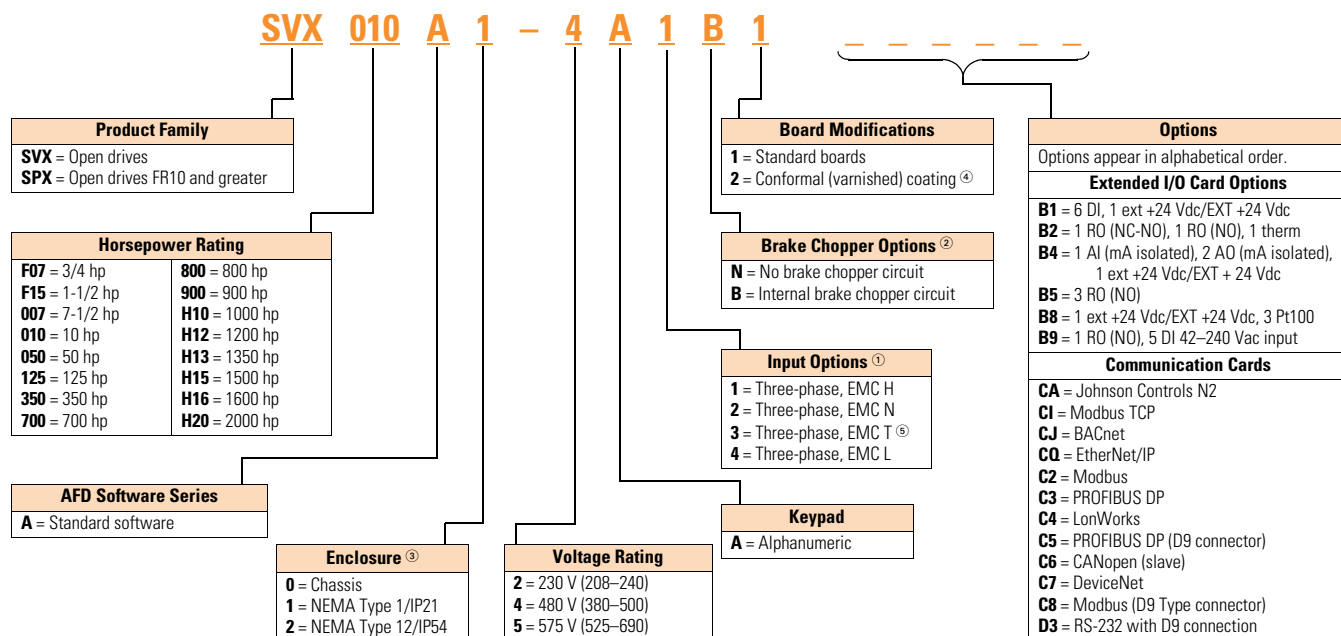 SVX 010 A 1 – 4 A 1 B 1 _ _ _ _ _ _
Product Family
SVX = Open drives
SPX = Open drives FR10 and greater
Horsepower Rating
F07 = 3/4 hp
F15 = 1-1/2 hp
007 = 7-1/2 hp
010 = 10 hp
050 = 50 hp
125 = 125 hp
350 = 350 hp
700 = 700 hp
800 = 800 hp
900 = 900 hp
H10 = 1000 hp
H12 = 1200 hp
H13 = 1350 hp
H15 = 1500 hp
H16 = 1600 hp
H20 = 2000 hp
AFD Software Series
A = Standard software
Enclosure ③
0 = Chassis
1 = NEMA Type 1/IP21
2 = NEMA Type 12/IP54
Voltage Rating
2 = 230 V (208–240)
4 = 480 V (380–500)
5 = 575 V (525–690)
Keypad
A = Alphanumeric
Input Options ①
1 = Three-phase, EMC H
2 = Three-phase, EMC N
3 = Three-phase, EMC T ⑤
4 = Three-phase, EMC L
Brake Chopper Options ②
N = No brake chopper circuit
B = Internal brake chopper circuit
Board Modifications
1 = Standard boards
2 = Conformal (varnished) coating ④
Options
Options appear in alphabetical order.
Extended I/O Card Options
B1 = 6 DI, 1 ext +24 Vdc/EXT +24 Vdc
B2 = 1 RO (NC-NO), 1 RO (NO), 1 therm
B4 = 1 AI (mA isolated), 2 AO (mA isolated),
1 ext +24 Vdc/EXT + 24 Vdc
B5 = 3 RO (NO)
B8 = 1 ext +24 Vdc/EXT +24 Vdc, 3 Pt100
B9 = 1 RO (NO), 5 DI 42–240 Vac input
Communication Cards
CA = Johnson Controls N2
CI = Modbus TCP
CJ = BACnet
CQ = EtherNet/IP
C2 = Modbus
C3 = PROFIBUS DP
C4 = LonWorks
C5 = PROFIBUS DP (D9 connector)
C6 = CANopen (slave)
C7 = DeviceNet
C8 = Modbus (D9 Type connector)
D3 = RS-232 with D9 connection